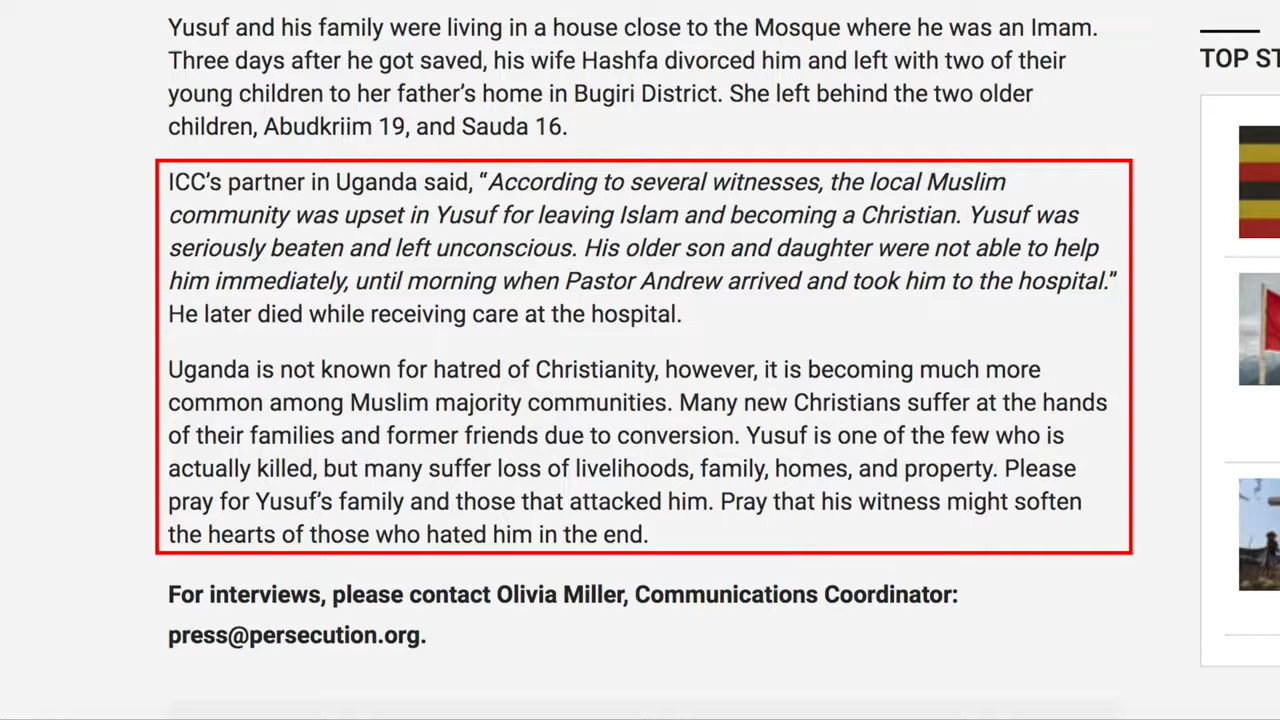 Yusuf and his family were living in a house close to the Mosque where he was an Imam.
Three days after he got saved, his wife Hashfa divorced him and left with two of their
young children to her father’s home in Bugiri District. She left behind the two older
children, Abudkriim 19, and Sauda 16.
ICC’s partner in Uganda said, “According to several witnesses, the local Muslim
community was upset in Yusuf for leaving Islam and becoming a Christian. Yusuf was
seriously beaten and left unconscious. His older son and daughter were not able to help
him immediately, until morning when Pastor Andrew arrived and took him to the hospital.”
He later died while receiving care at the hospital.
Uganda is not known for hatred of Christianity, however, it is becoming much more
common among Muslim majority communities. Many new Christians suffer at the hands
of their families and former friends due to conversion. Yusuf is one of the few who is
actually killed, but many suffer loss of livelihoods, family, homes, and property. Please
pray for Yusuf’s family and those that attacked him. Pray that his witness might soften
the hearts of those who hated him in the end.
For interviews, please contact Olivia Miller, Communications Coordinator:
press@persecution.org.
TOP ST